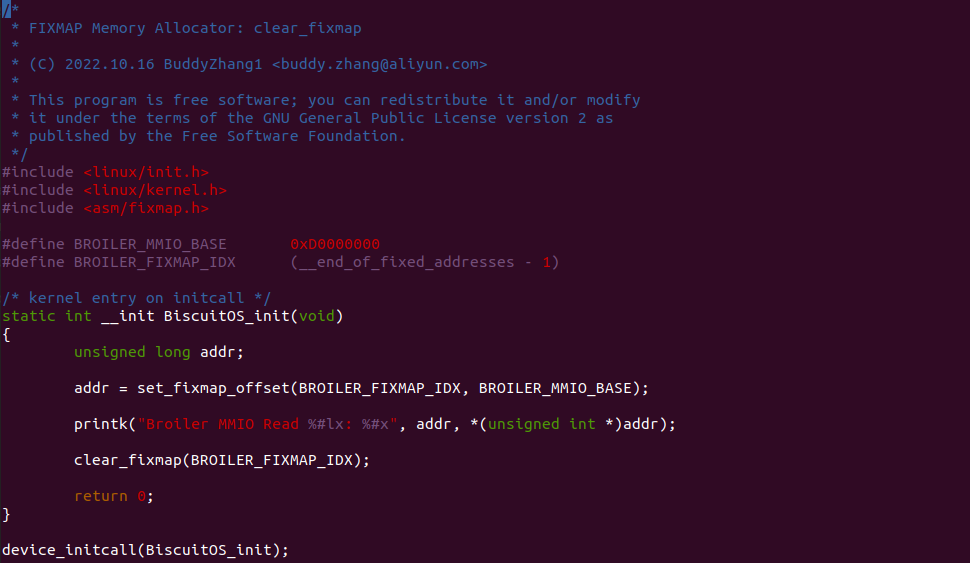 /*
 * FIXMAP Memory Allocator: clear_fixmap
 *
 * (C) 2022.10.16 BuddyZhang1 <buddy.zhang@aliyun.com>
 *
 * This program is free software; you can redistribute it and/or modify
 * it under the terms of the GNU General Public License version 2 as
 * published by the Free Software Foundation.
 */
#include <linux/init.h>
#include <linux/kernel.h>
#include <asm/fixmap.h>

#define BROILER_MMIO_BASE       0xD0000000
#define BROILER_FIXMAP_IDX      (__end_of_fixed_addresses - 1)

/* kernel entry on initcall */
static int __init BiscuitOS_init(void)
{
        unsigned long addr;

        addr = set_fixmap_offset(BROILER_FIXMAP_IDX, BROILER_MMIO_BASE);

        printk("Broiler MMIO Read %#lx: %#x", addr, *(unsigned int *)addr);

        clear_fixmap(BROILER_FIXMAP_IDX);

        return 0;
}

device_initcall(BiscuitOS_init);